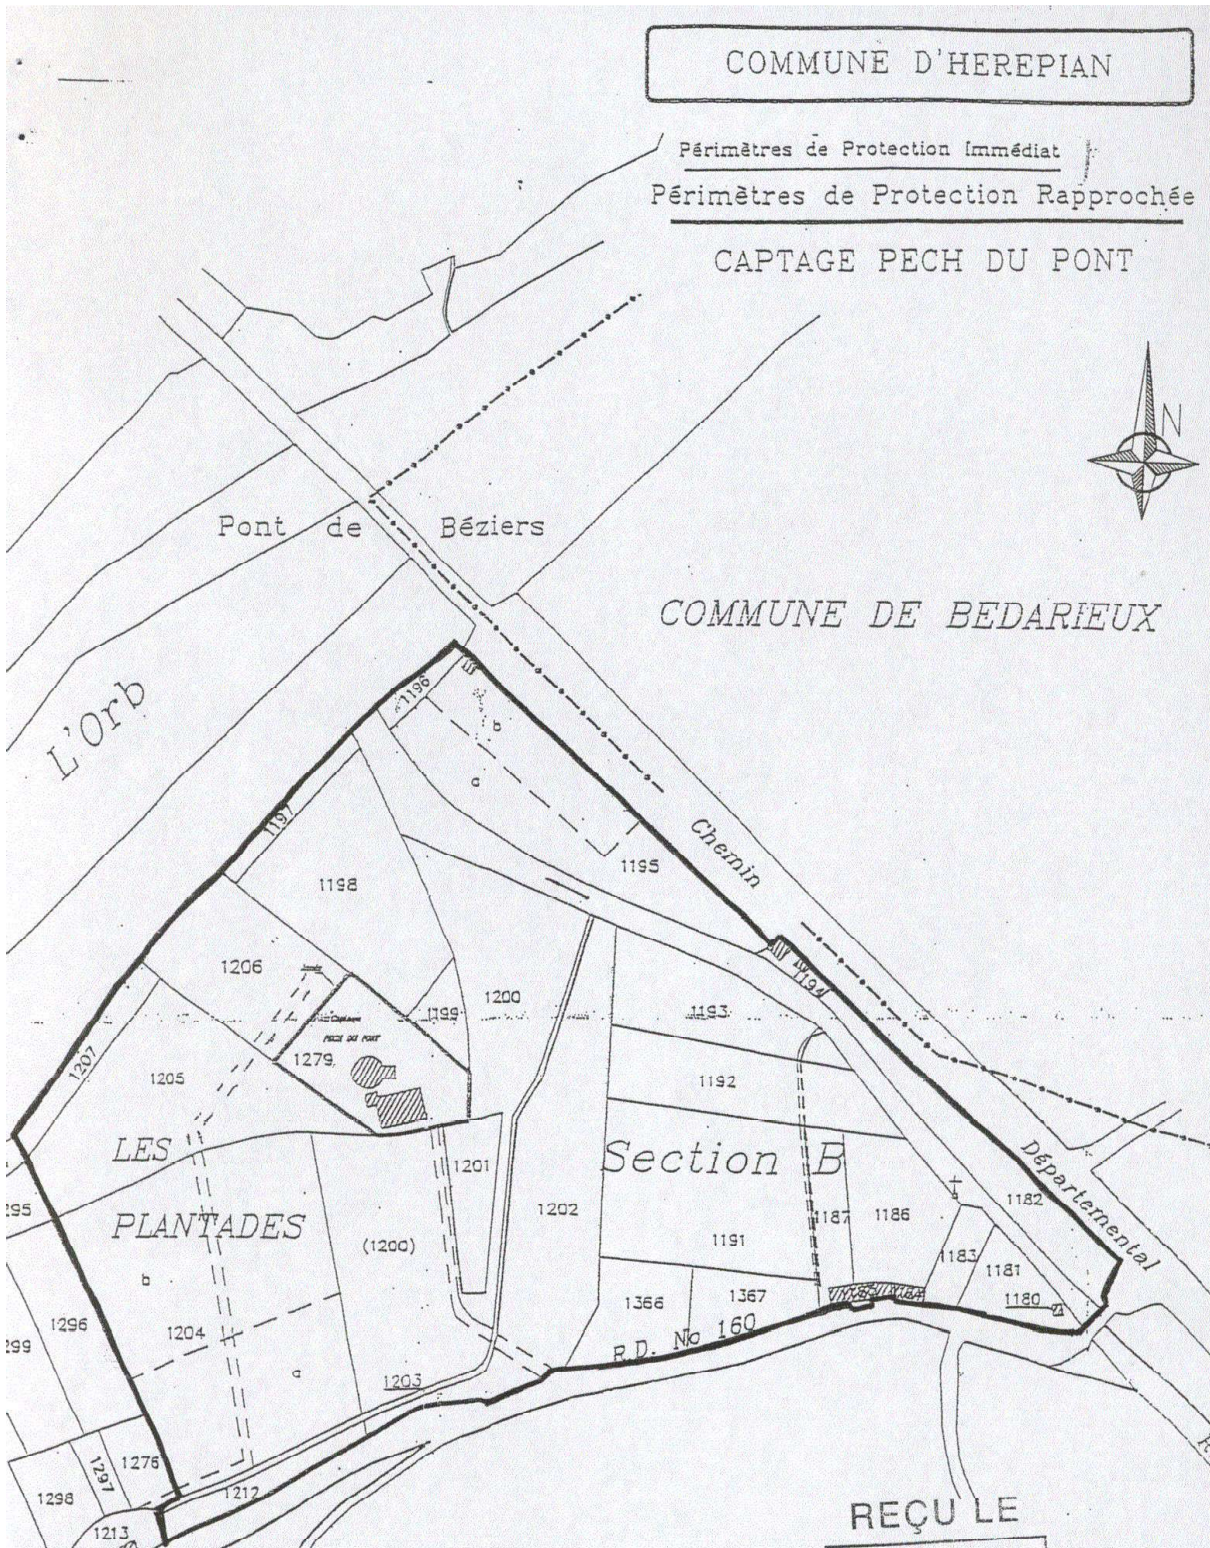 COMMUNE D'HEREPIAN
Périmètres de Protection Immédiat
Périmètres de Protection Rapprochée
CAPTAGE PECH DU PONT
N
Pont de Béziers
COMMUNE DE BEDARIEUX
L'Orb
1196
b
a
1197
Chemin
1195
1198
1206
1200
1194
1199
1193
PECH DU PONT
1279
1207
1205
1192
LES
1201
Section B
PLANTADES
1202
1182
Départemental
295
(1200)
1187
1186
1191
1183
1181
b
1366
1367
1180
1296
1204
R.D. No 160
299
a
1203
1276
1297
1298
1212
1213
REÇU LE